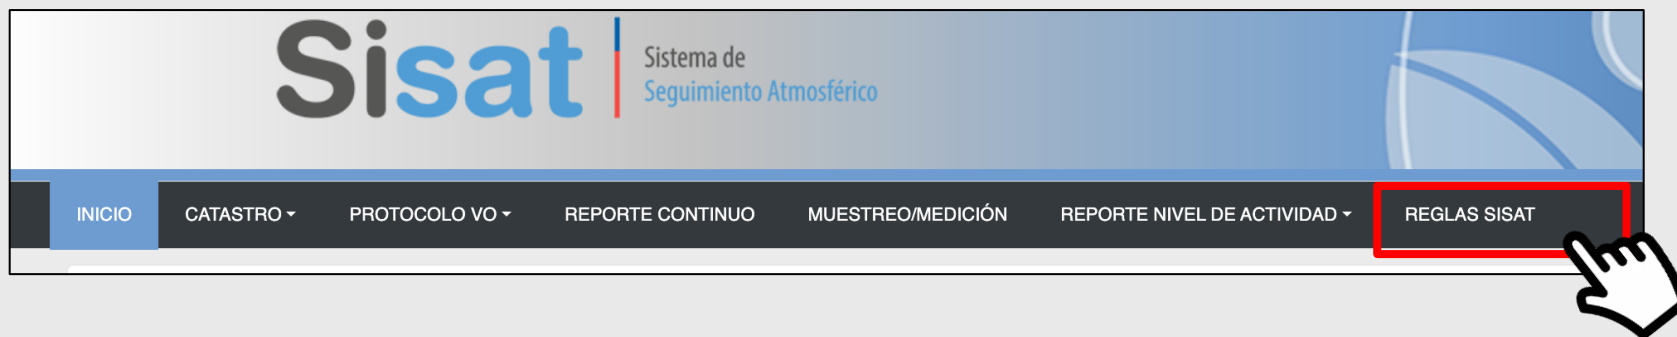 Sisat
Sistema de
Seguimiento Atmosférico
INICIO CATASTRO PROTOCOLO VO REPORTE CONTINUO MUESTREO/MEDICIÓN REPORTE NIVEL DE ACTIVIDAD REGLAS SISAT